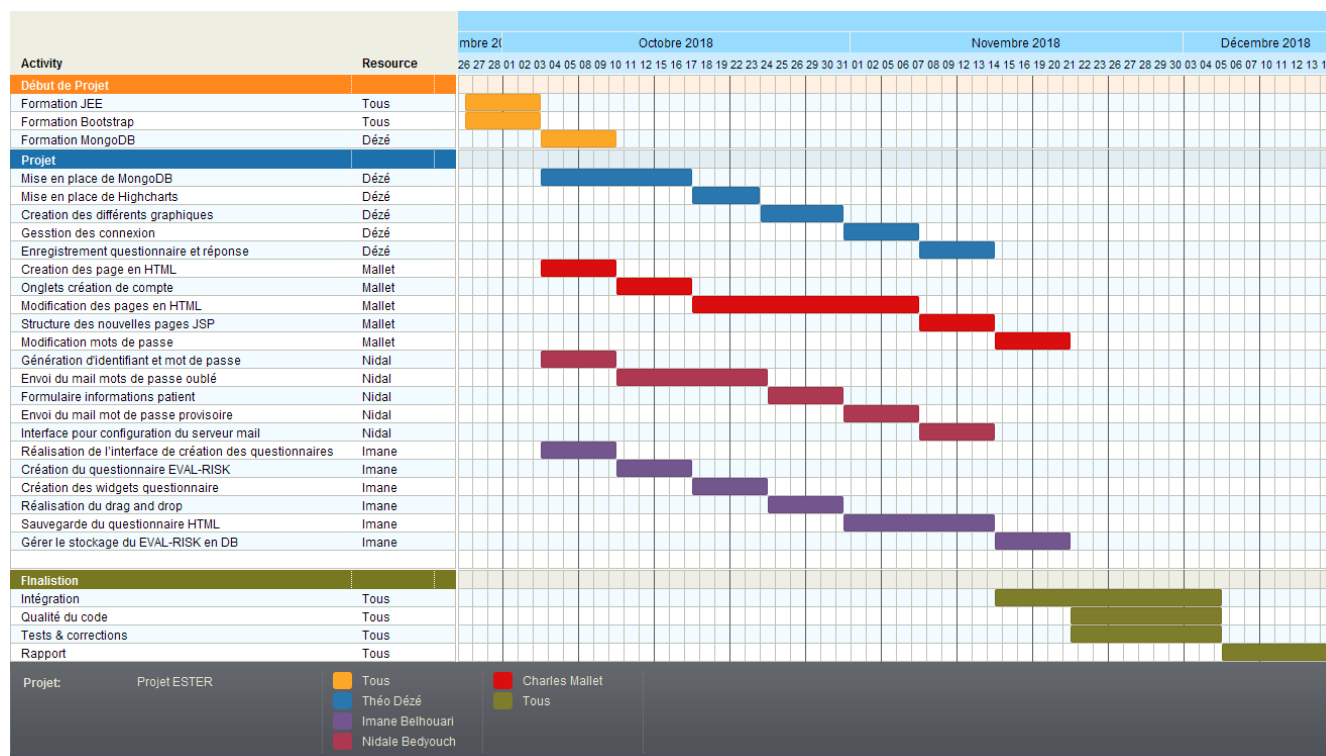 mbre 20 Octobre 2018 Novembre 2018 Décembre 2018
Activity Resource 26 27 28 01 02 03 04 05 08 09 10 11 12 15 16 17 18 19 22 23 24 25 26 29 30 31 01 02 05 06 07 08 09 12 13 14 15 16 19 20 21 22 23 26 27 28 29 30 03 04 05 06 07 10 11 12 13 1
Début de Projet
Formation JEE Tous
Formation Bootstrap Tous
Formation MongoDB Dézé
Projet
Mise en place de MongoDB Dézé
Mise en place de Highcharts Dézé
Creation des différents graphiques Dézé
Gesstion des connexion Dézé
Enregistrement questionnaire et réponse Dézé
Creation des page en HTML Mallet
Onglets création de compte Mallet
Modification des pages en HTML Mallet
Structure des nouvelles pages JSP Mallet
Modification mots de passe Mallet
Génération d'identifiant et mot de passe Nidal
Envoi du mail mots de passe oublé Nidal
Formulaire informations patient Nidal
Envoi du mail mot de passe provisoire Nidal
Interface pour configuration du serveur mail Nidal
Réalisation de l'interface de création des questionnaires Imane
Création du questionnaire EVAL-RISK Imane
Création des widgets questionnaire Imane
Réalisation du drag and drop Imane
Sauvegarde du questionnaire HTML Imane
Gérer le stockage du EVAL-RISK en DB Imane
FInalistion
Intégration Tous
Qualité du code Tous
Tests & corrections Tous
Rapport Tous
Projet: Projet ESTER Tous Charles Mallet
Théo Dézé Tous
Imane Belhouari
Nidale Bedyouch